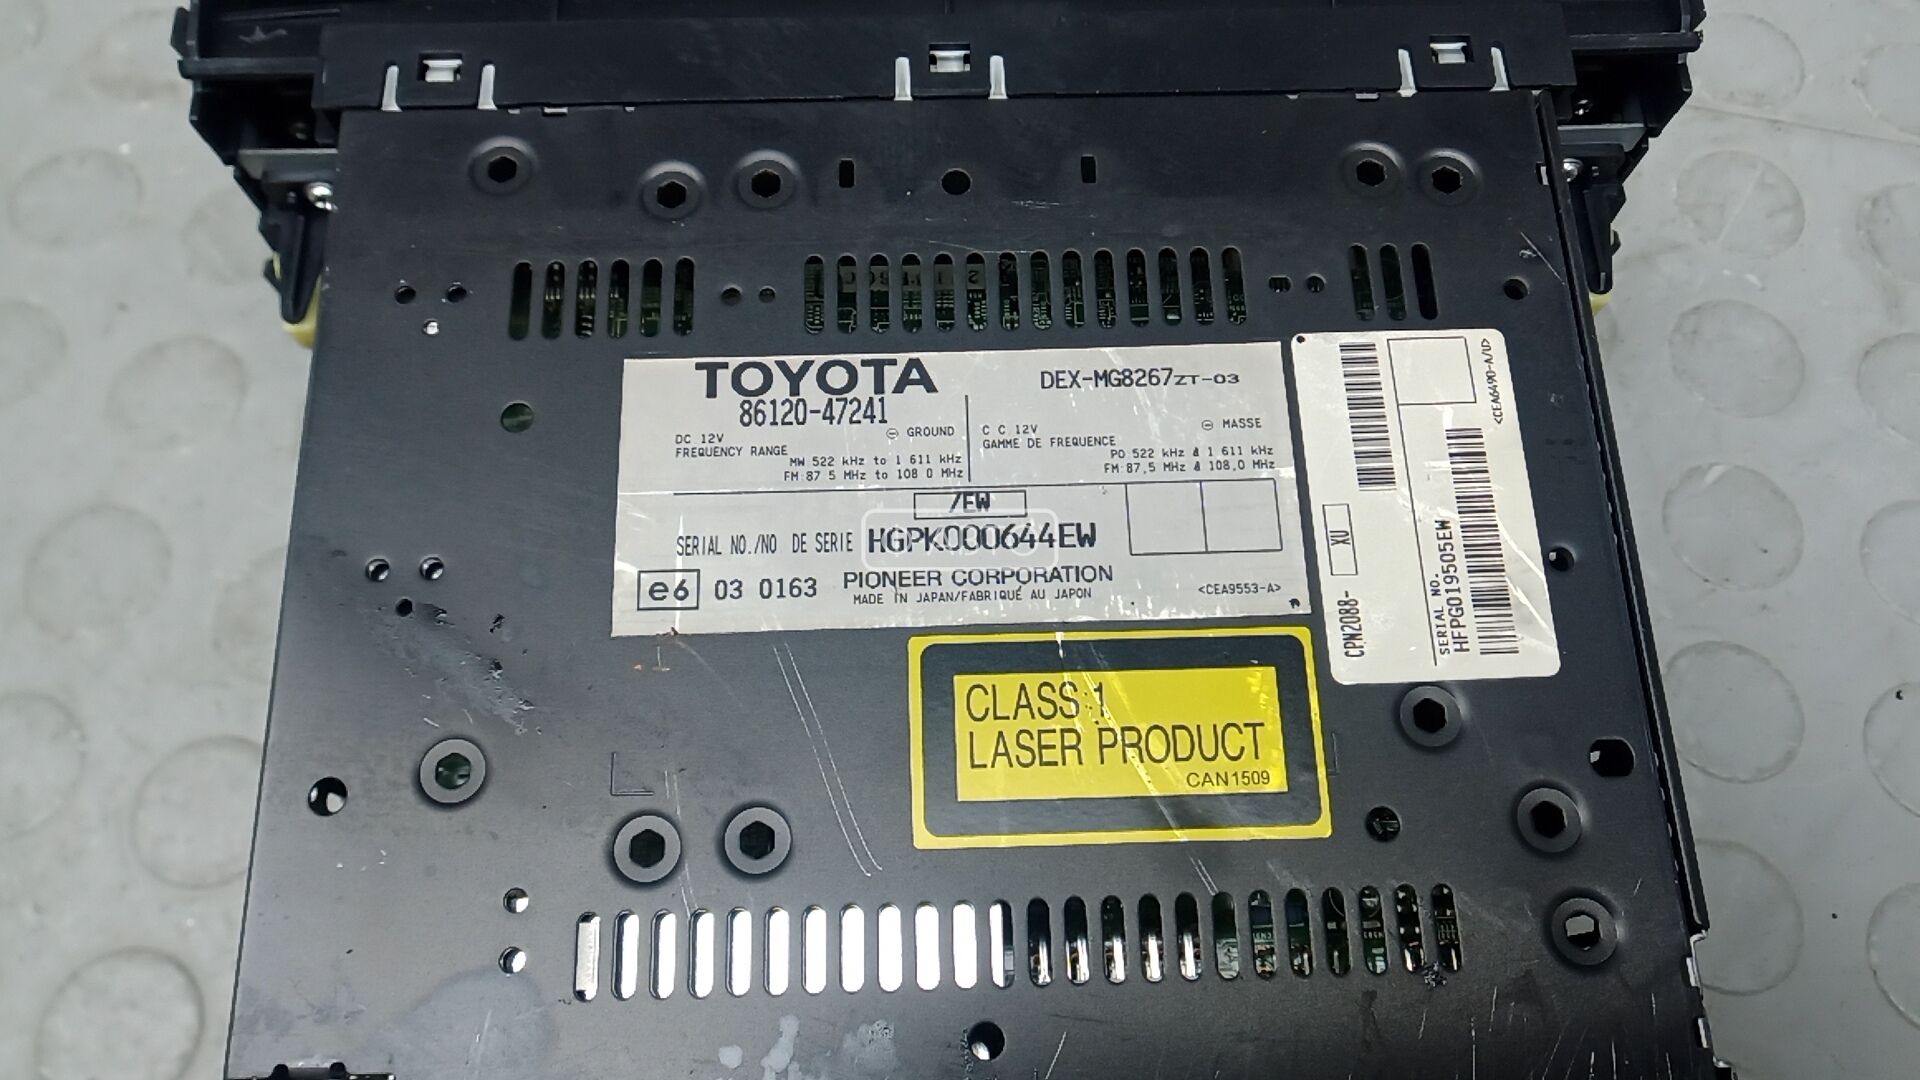 TOYOTA
86120-47241
DEX-MG8267ZT-03
DC 12V
⊖ GROUND
FREQUENCY RANGE
MW 522 kHz to 1 611 kHz
FM 87 5 MHz to 108 0 MHz
C C 12V
⊖ MASSE
GAMME DE FREQUENCE
PO 522 kHz à 1 611 kHz
FM 87,5 MHz à 108,0 MHz
/EW
SERIAL NO./NO DE SERIE HGPK000644EW
e6 03 0163 PIONEER CORPORATION
MADE IN JAPAN/FABRIQUÉ AU JAPON
<CEA9553-A>
CLASS 1
LASER PRODUCT
CAN1509
CPN2088- XU
SERIAL NO.
HFPG019505EW
<CEA6490-A/U>